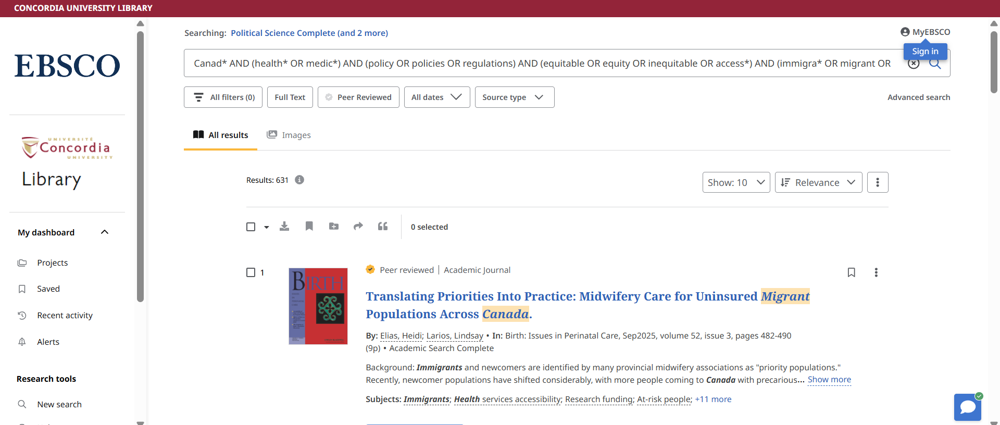 CONCORDIA UNIVERSITY LIBRARY
EBSCO
UNIVERSITÉ
Concordia
UNIVERSITY
Library
My dashboard
Projects
Saved
Recent activity
Alerts
Research tools
New search
Searching: Political Science Complete (and 2 more)
MyEBSCO
Sign in
Canad* AND (health* OR medic*) AND (policy OR policies OR regulations) AND (equitable OR equity OR inequitable OR access*) AND (immigra* OR migrant OR
All filters (0)
Full Text
Peer Reviewed
All dates
Source type
Advanced search
All results
Images
Results: 631
Show: 10
Relevance
0 selected
1
BIRTH
Peer reviewed | Academic Journal
Translating Priorities Into Practice: Midwifery Care for Uninsured Migrant
Populations Across Canada.
By: Elias, Heidi; Larios, Lindsay • In: Birth: Issues in Perinatal Care, Sep2025, volume 52, issue 3, pages 482-490
(9p) • Academic Search Complete
Background: Immigrants and newcomers are identified by many provincial midwifery associations as "priority populations."
Recently, newcomer populations have shifted considerably, with more people coming to Canada with precarious... Show more
Subjects: Immigrants; Health services accessibility; Research funding; At-risk people; +11 more